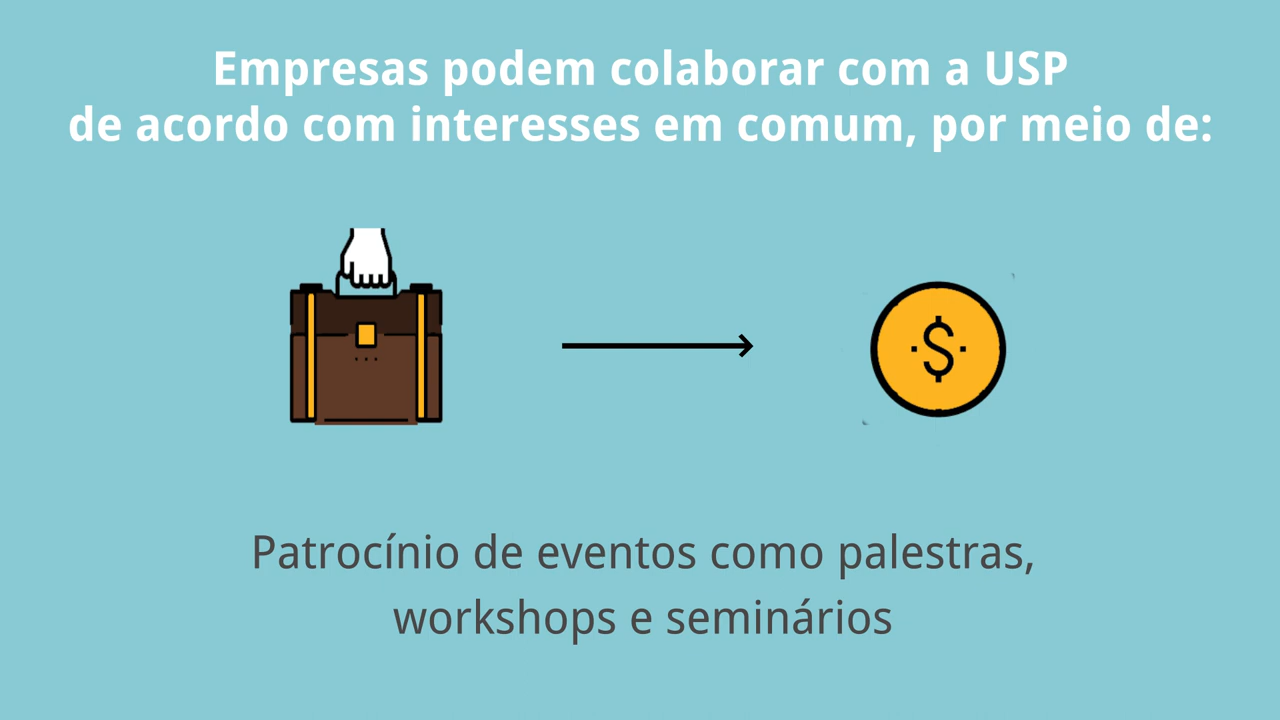 Empresas podem colaborar com a USP
de acordo com interesses em comum, por meio de:
$
Patrocínio de eventos como palestras,
workshops e seminários